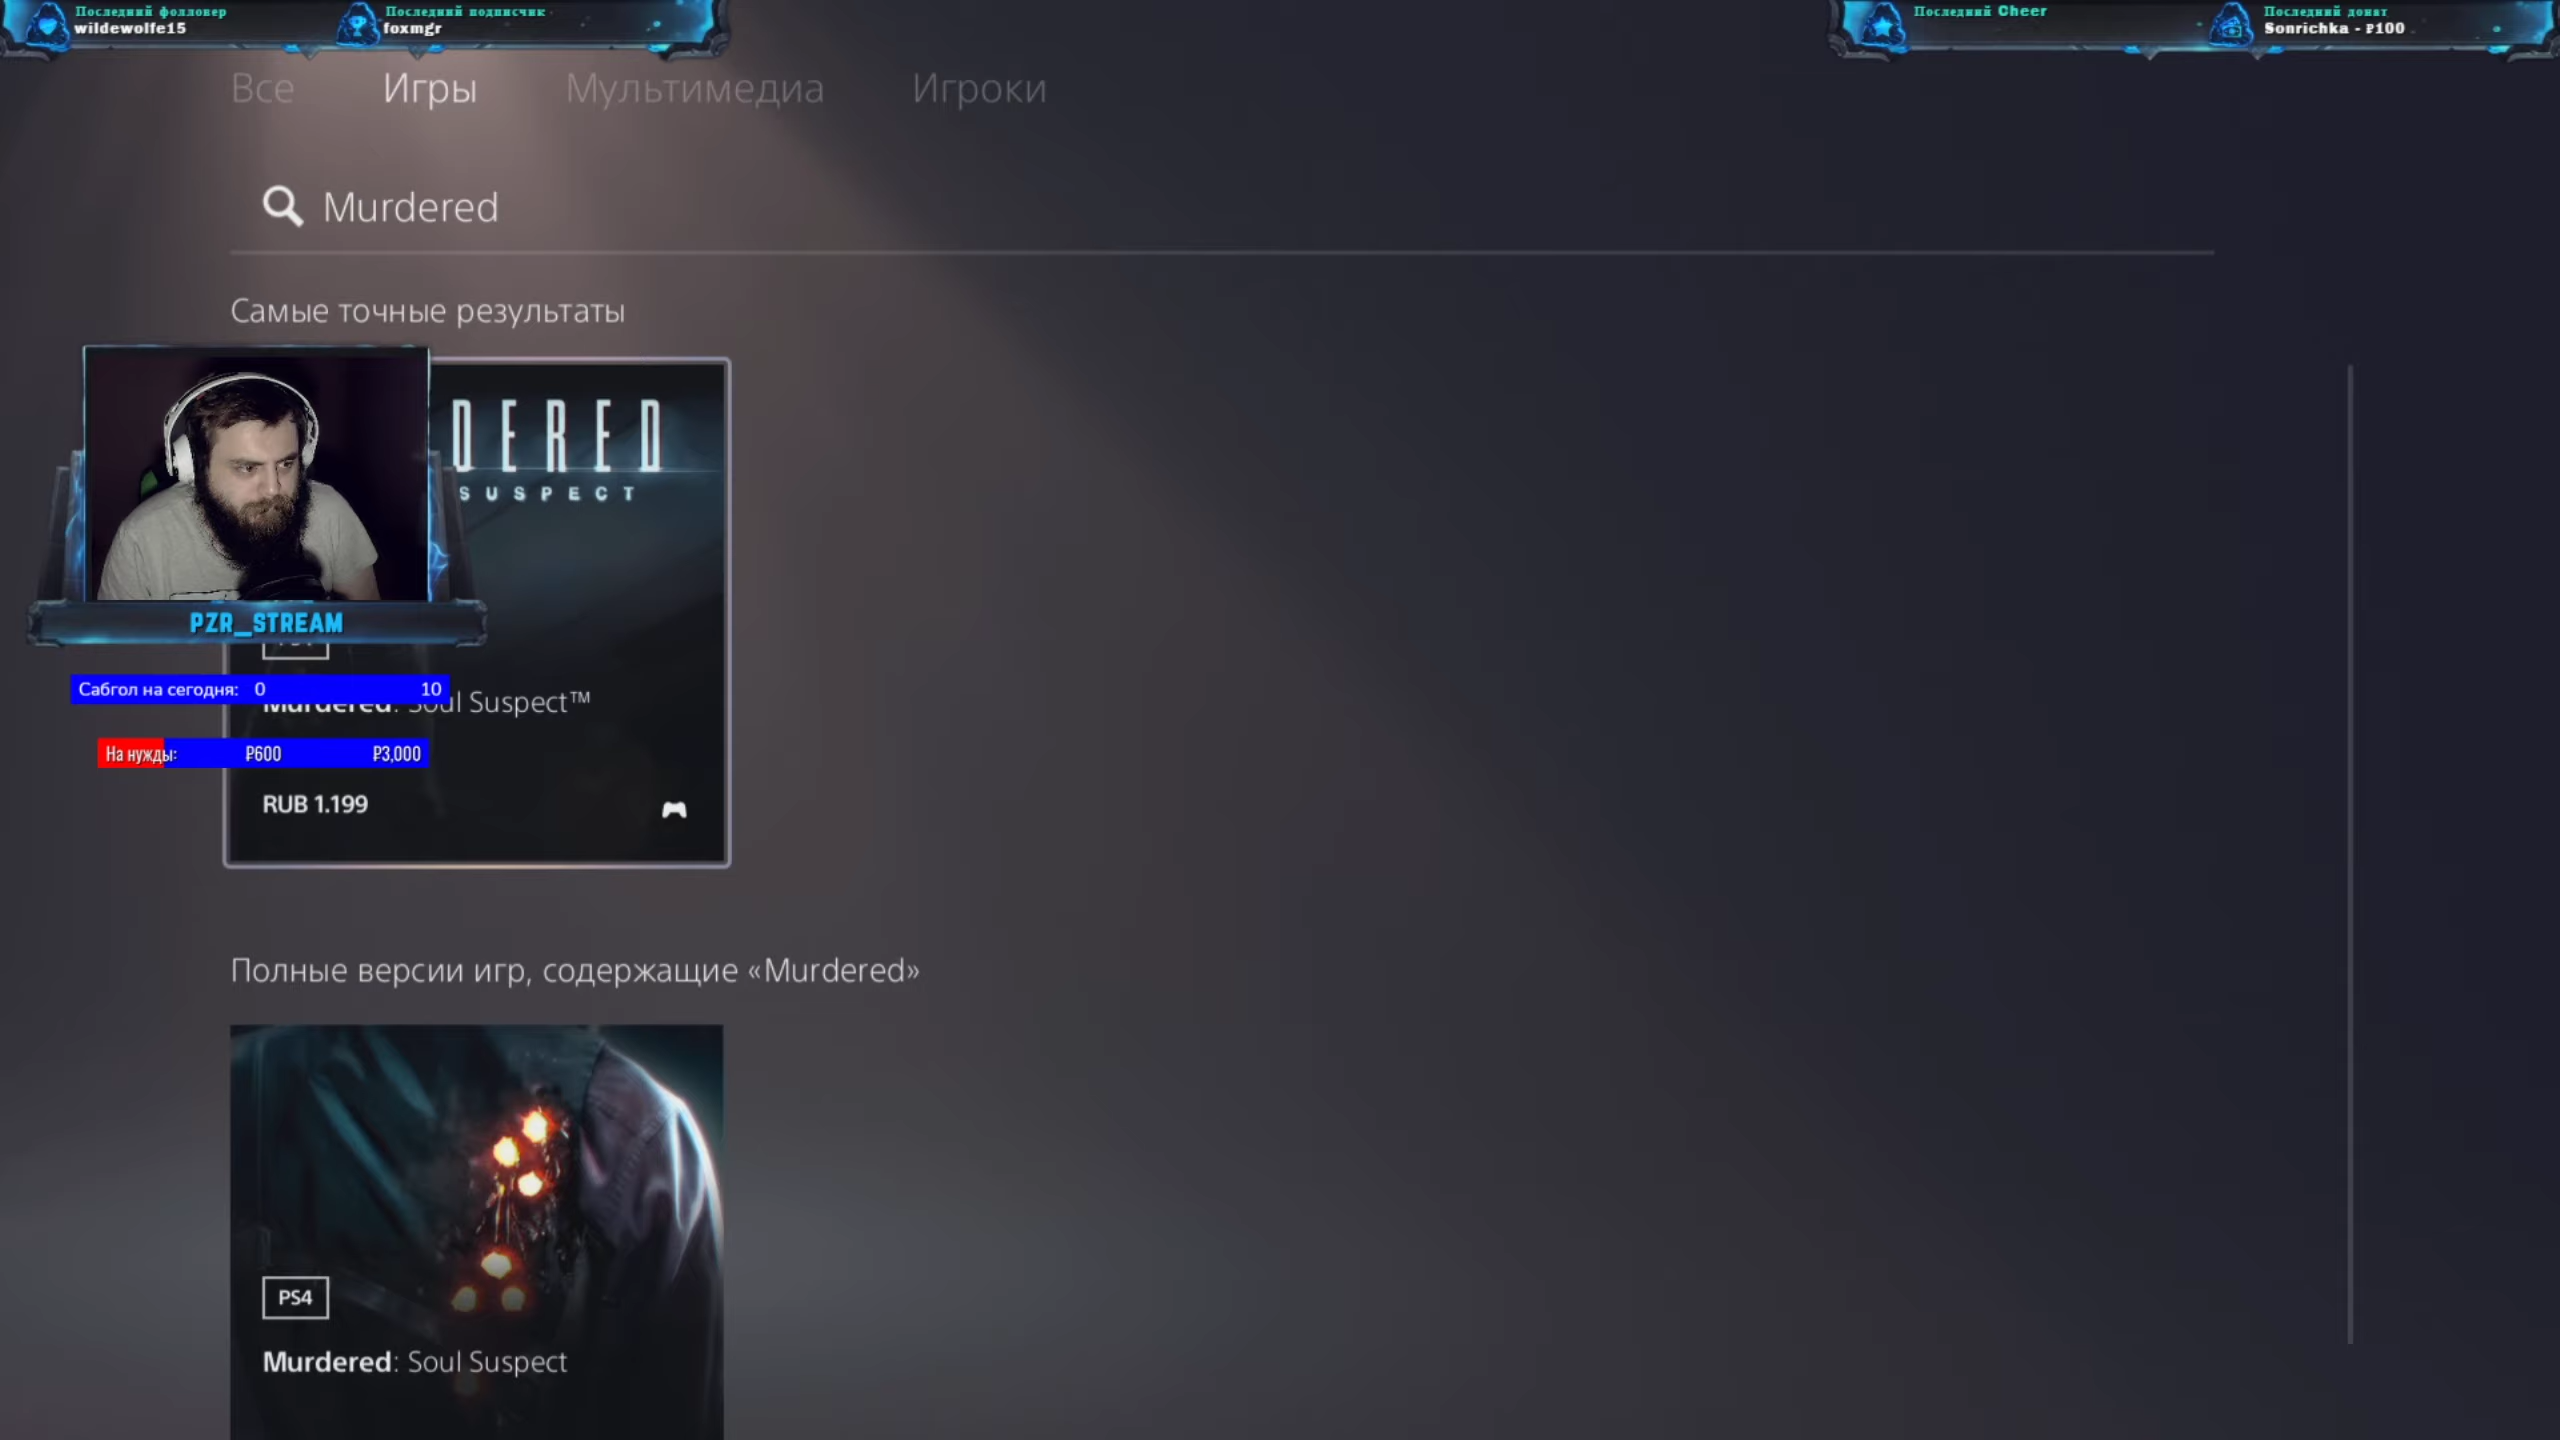 Последний фолловер
wildewolfe15
Последний подписчик
foxmgr
Последний Cheer
Последний донат
Sonrichka - ₽100
Все
Игры
Мультимедиа
Игроки
Murdered
Самые точные результаты
DERED
SUSPECT
PZR_STREAM
Сабгол на сегодня: 0 10
Murdered: Soul Suspect™
На нужды: ₽600 ₽3,000
RUB 1.199
Полные версии игр, содержащие «Murdered»
PS4
Murdered: Soul Suspect